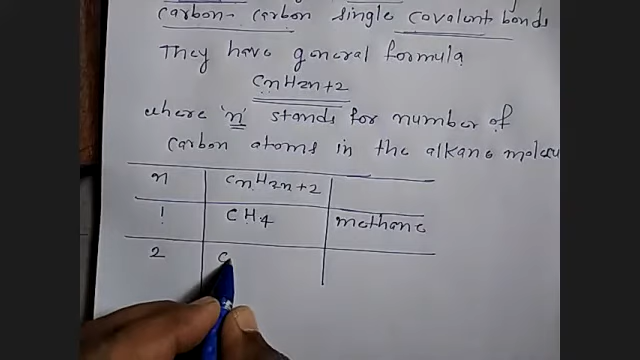 carbon- carbon single covalent bonds
They have general formula
CnH2n+2
where 'n' stands for number of
carbon atoms in the alkane molecu
n CnH2n+2
1 CH4 methane
2 C